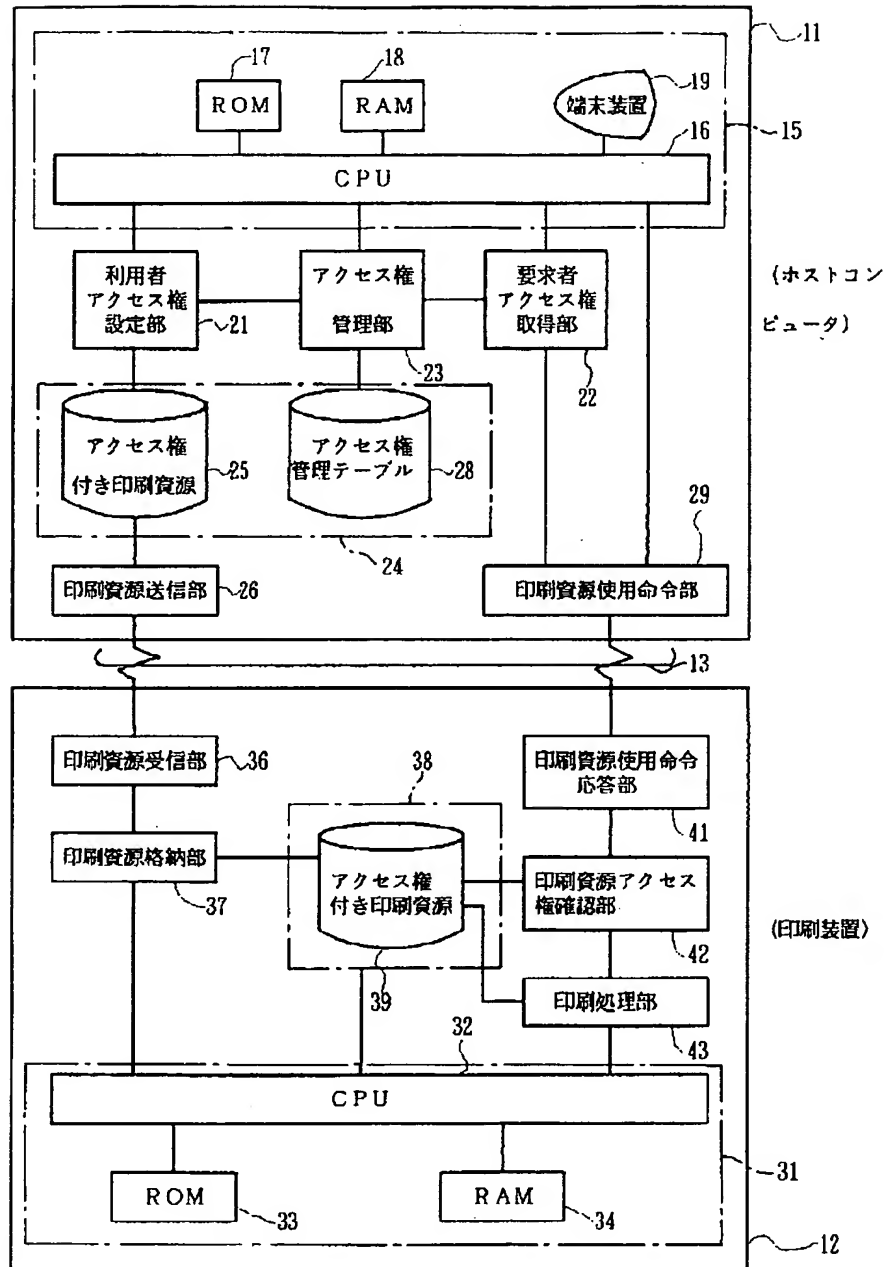 11
17
18
19
ROM
RAM
端末装置
15
16
CPU
利用者
アクセス権
設定部
21
アクセス権
管理部
23
要求者
アクセス権
取得部
22
(ホストコン
ピュータ)
アクセス権
付き印刷資源
25
アクセス権
管理テーブル
28
24
29
印刷資源送信部
26
印刷資源使用命令部
13
印刷資源受信部
36
印刷資源使用命令
応答部
41
38
印刷資源格納部
37
アクセス権
付き印刷資源
39
印刷資源アクセス
権確認部
42
(印刷装置)
印刷処理部
43
32
CPU
31
ROM
33
RAM
34
12